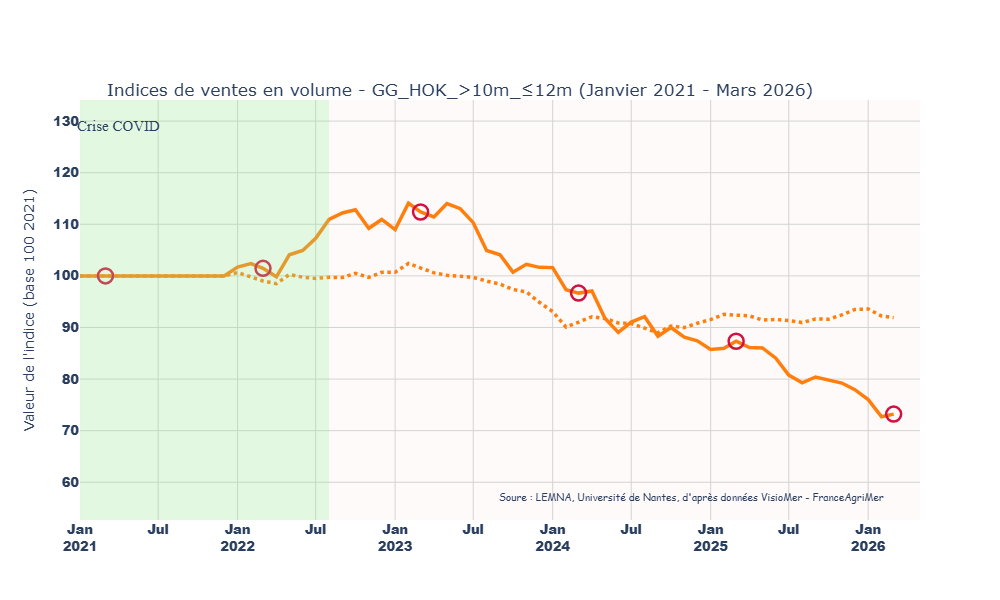 Indices de ventes en volume - GG_HOK_>10m_≤12m (Janvier 2021 - Mars 2026)
Crise COVID
Valeur de l'indice (base 100 2021)
130
120
110
100
90
80
70
60
Soure : LEMNA, Université de Nantes, d'après données VisioMer - FranceAgriMer
Jan Jul Jan Jul Jan Jul Jan Jul Jan Jul Jan
2021 2022 2023 2024 2025 2026